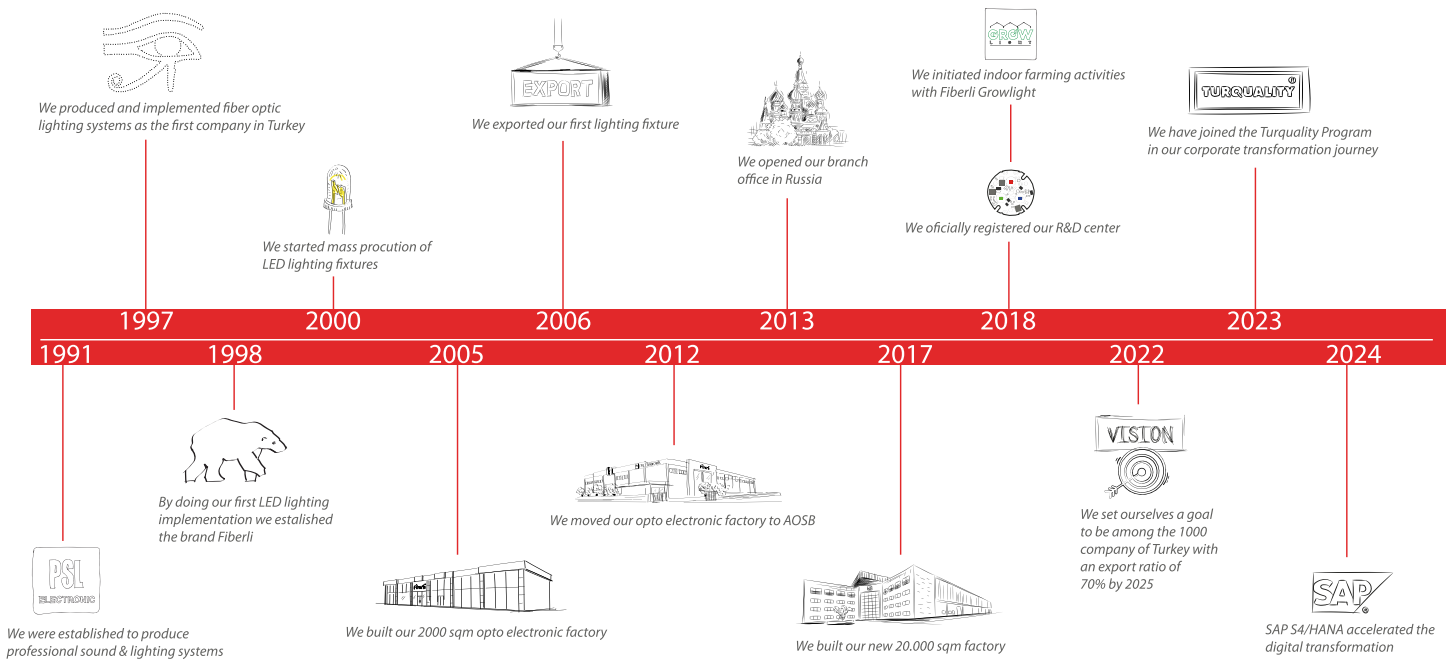 GROW
LIGHT
We initiated indoor farming activities
with Fiberli Growlight
EXPORT
We exported our first lighting fixture
TURQUALITY®
We have joined the Turquality Program
in our corporate transformation journey
We produced and implemented fiber optic
lighting systems as the first company in Turkey
We opened our branch
office in Russia
We oficially registered our R&D center
We started mass procution of
LED lighting fixtures
1997 2000 2006 2013 2018 2023
1991 1998 2005 2012 2017 2022 2024
VISION
By doing our first LED lighting
implementation we estalished
the brand Fiberli
We moved our opto electronic factory to AOSB
We set ourselves a goal
to be among the 1000
company of Turkey with
an export ratio of
70% by 2025
PSL
ELECTRONIC
We were established to produce
professional sound & lighting systems
We built our 2000 sqm opto electronic factory
We built our new 20.000 sqm factory
SAP®
SAP S4/HANA accelerated the
digital transformation